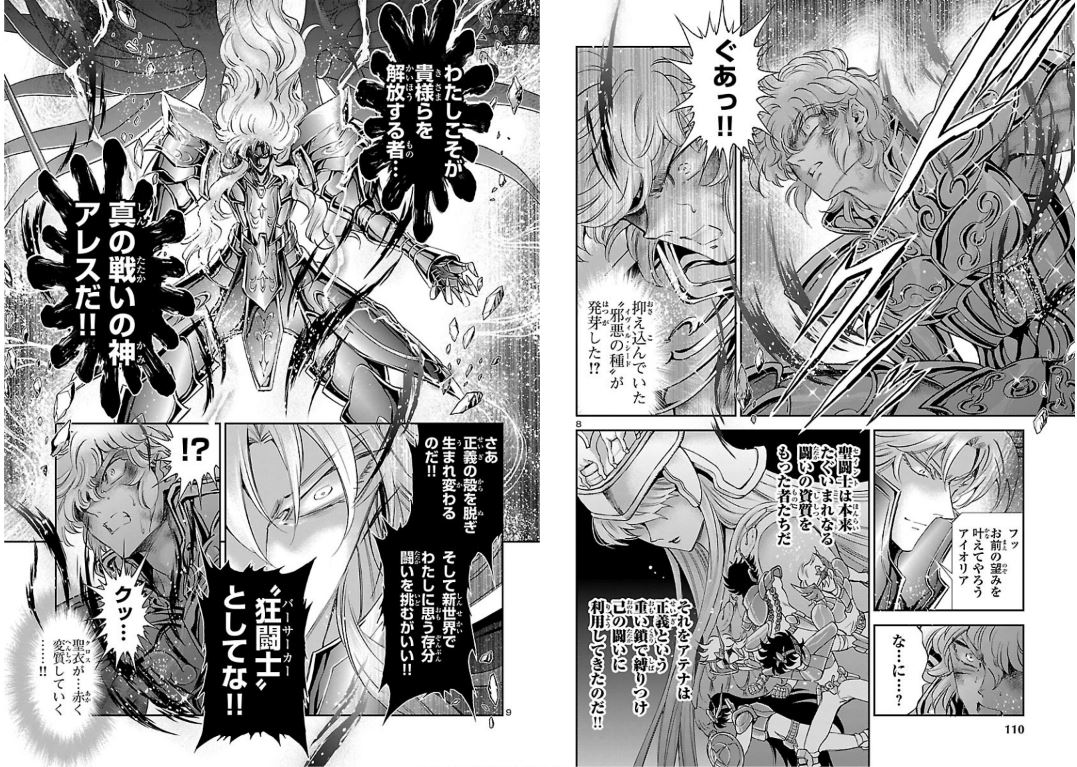 ぐあっ!!
抑え込んでいた
“邪悪の種”が
発芽した!?
8
フッ
お前の望みを
叶えてやろう
アイオリア
な…に…?
聖闘士は本来
たぐいまれなる
闘いの資質を
もった者たちだ
それをアテナは
正義という
重い鎖で縛りつけ
己の闘いに
利用してきたのだ!!
110
わたしこそが
貴様らを
解放する者…
真の戦いの神
アレスだ!!
さあ
正義の殻を脱ぎ
生まれ変わる
のだ!!
そして新世界で
わたしに思う存分
闘いを挑むがいい!!
“狂闘士”
としてな!!
!?
クッ…
聖衣が…赤く
変質していく
……!!
9